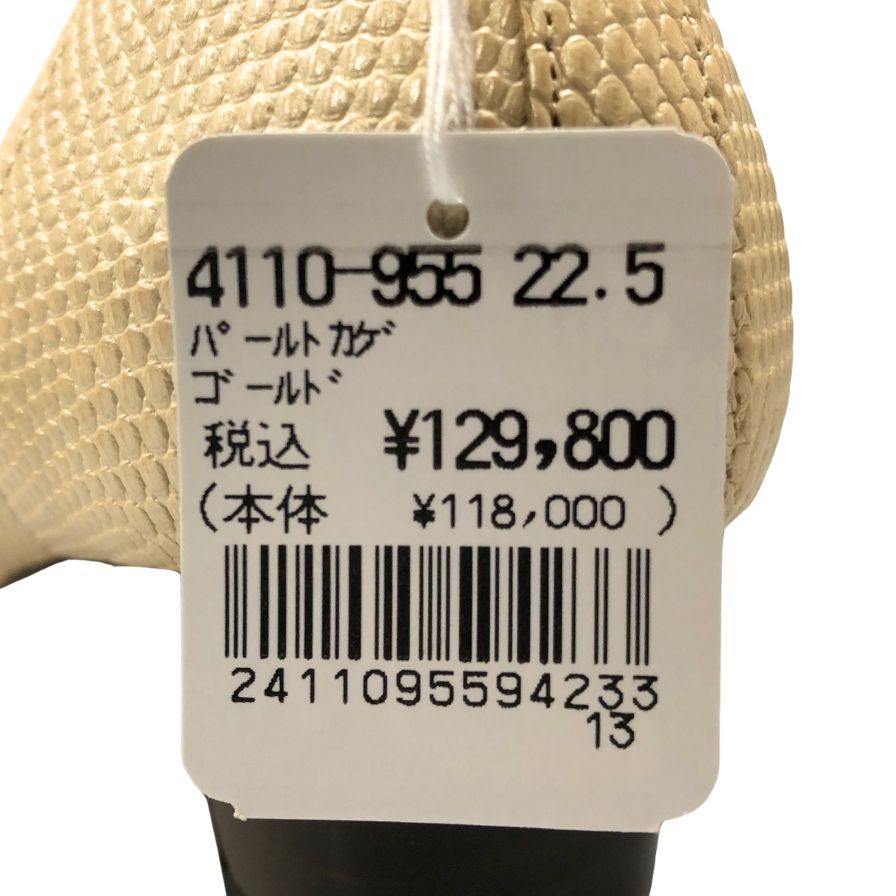 4110-955 22.5
ﾊﾟｰﾙﾄｶｹﾞ
ｺﾞｰﾙﾄﾞ
税込 ¥129,800
(本体 ¥118,000 )
2411095594233
13